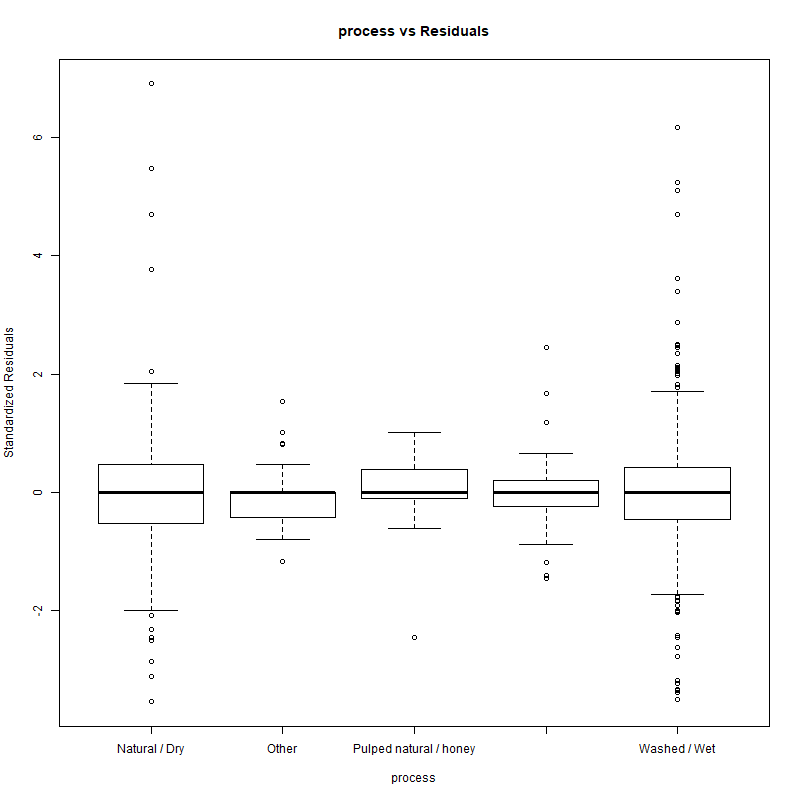 process vs Residuals
Standardized Residuals
6
4
2
0
-2
Natural / Dry Other Pulped natural / honey Washed / Wet
process